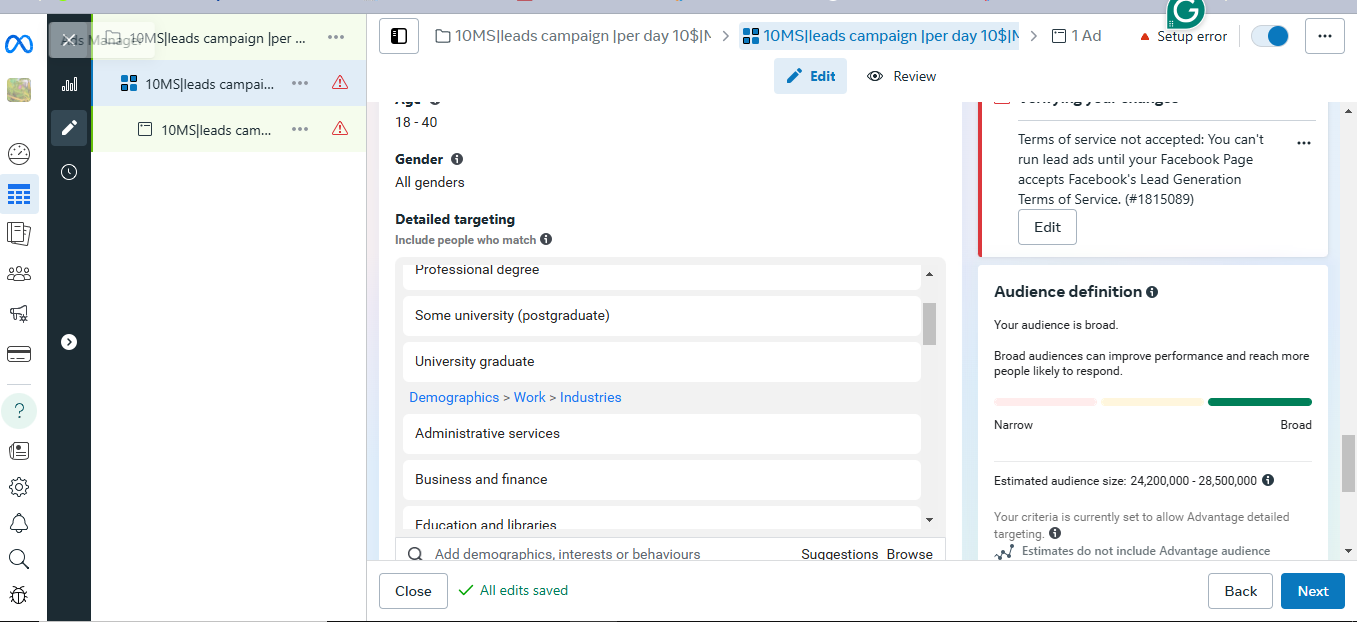 Ads Manager
10MS|leads campaign |per ...
10MS|leads campai...
10MS|leads cam...
10MS|leads campaign |per day 10$|N
10MS|leads campaign |per day 10$|N
1 Ad
Setup error
Edit
Review
Age
18 - 40
Gender
All genders
Detailed targeting
Include people who match
Professional degree
Some university (postgraduate)
University graduate
Demographics > Work > Industries
Administrative services
Business and finance
Education and libraries
Add demographics, interests or behaviours
Suggestions Browse
Verifying your changes
Terms of service not accepted: You can't
run lead ads until your Facebook Page
accepts Facebook's Lead Generation
Terms of Service. (#1815089)
Edit
Audience definition
Your audience is broad.
Broad audiences can improve performance and reach more
people likely to respond.
Narrow
Broad
Estimated audience size: 24,200,000 - 28,500,000
Your criteria is currently set to allow Advantage detailed
targeting.
Estimates do not include Advantage audience
Close
All edits saved
Back
Next